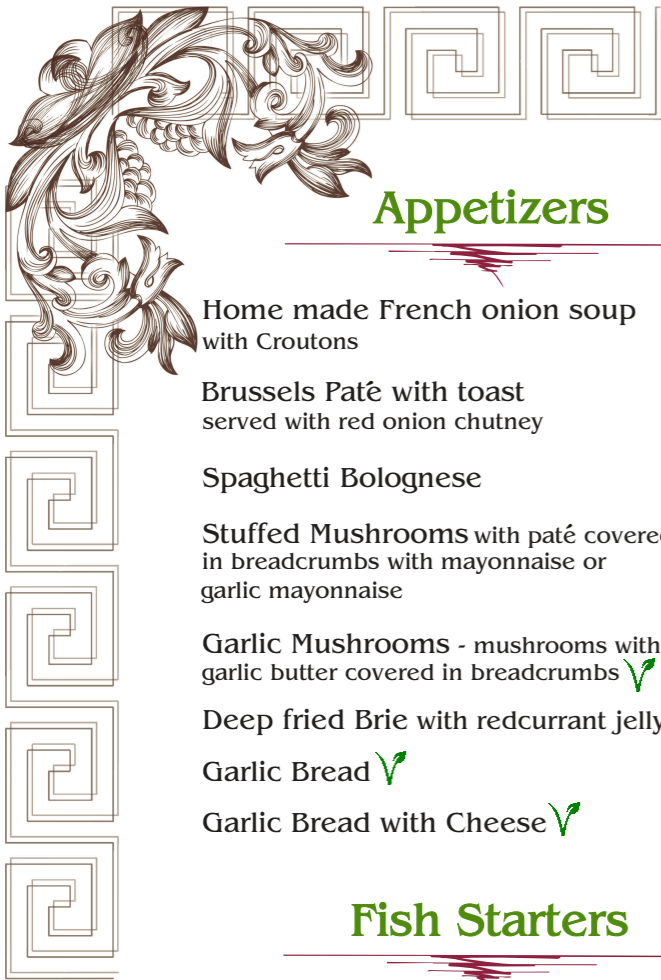 Appetizers
Home made French onion soup
with Croutons
Brussels Paté with toast
served with red onion chutney
Spaghetti Bolognese
Stuffed Mushrooms with paté covered
in breadcrumbs with mayonnaise or
garlic mayonnaise
Garlic Mushrooms - mushrooms with
garlic butter covered in breadcrumbs V
Deep fried Brie with redcurrant jelly
Garlic Bread V
Garlic Bread with Cheese V
Fish Starters